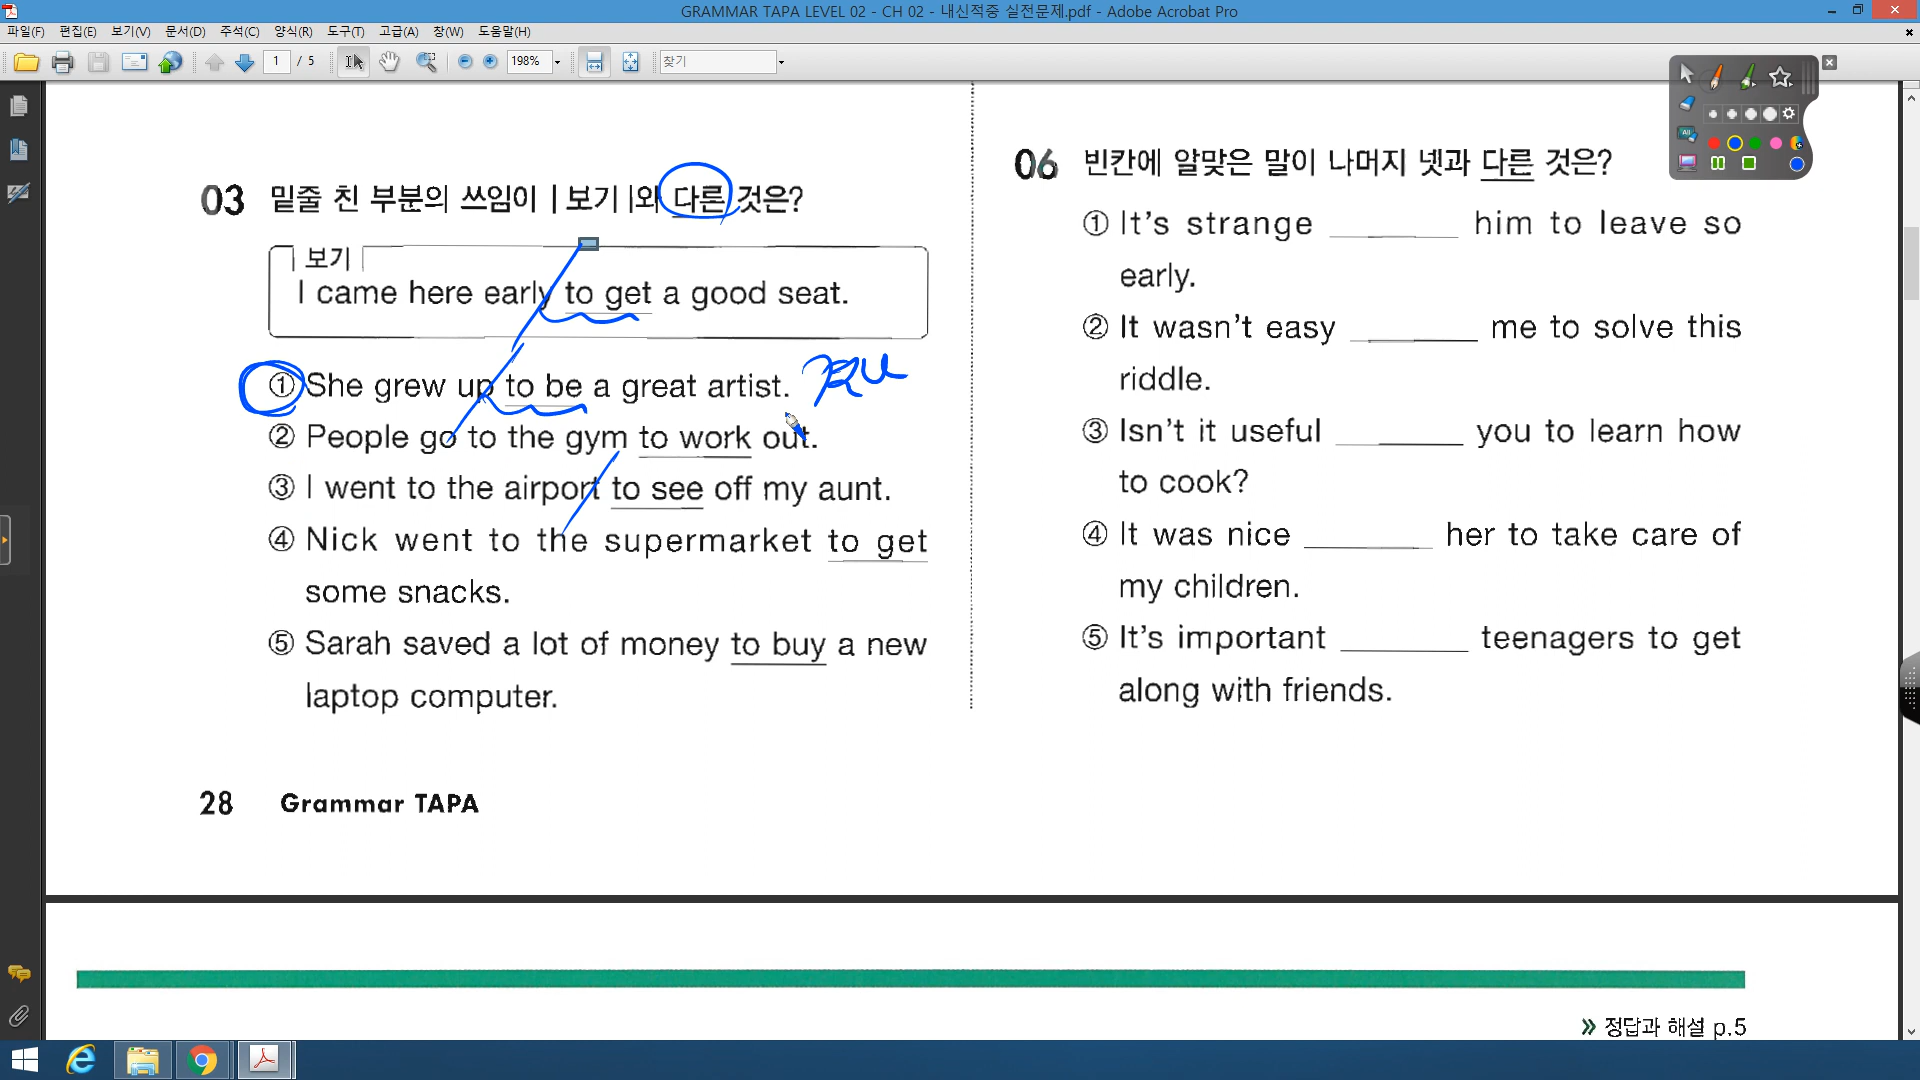 GRAMMAR TAPA LEVEL 02 - CH 02 - 내신적중 실전문제.pdf - Adobe Acrobat Pro
파일(F) 편집(E) 보기(V) 문서(D) 주석(C) 양식(R) 도구(T) 고급(A) 창(W) 도움말(H)
1 / 5 198% 찾기
03 밑줄 친 부분의 쓰임이 |보기|와 다른 것은?
보기
I came here early to get a good seat.
① She grew up to be a great artist.
② People go to the gym to work out.
③ I went to the airport to see off my aunt.
④ Nick went to the supermarket to get
some snacks.
⑤ Sarah saved a lot of money to buy a new
laptop computer.
28 Grammar TAPA
06 빈칸에 알맞은 말이 나머지 넷과 다른 것은?
① It's strange ______ him to leave so
early.
② It wasn't easy ______ me to solve this
riddle.
③ Isn't it useful ______ you to learn how
to cook?
④ It was nice ______ her to take care of
my children.
⑤ It's important ______ teenagers to get
along with friends.
» 정답과 해설 p.5
All